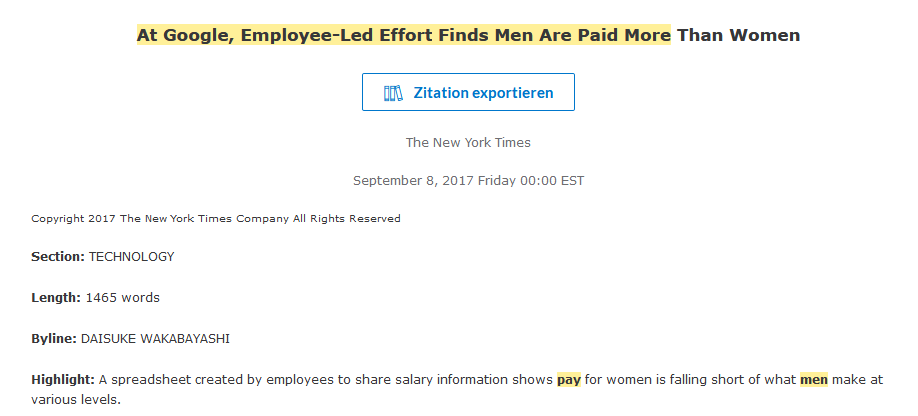 At Google, Employee-Led Effort Finds Men Are Paid More Than Women
Zitation exportieren
The New York Times
September 8, 2017 Friday 00:00 EST
Copyright 2017 The New York Times Company All Rights Reserved
Section: TECHNOLOGY
Length: 1465 words
Byline: DAISUKE WAKABAYASHI
Highlight: A spreadsheet created by employees to share salary information shows pay for women is falling short of what men make at
various levels.